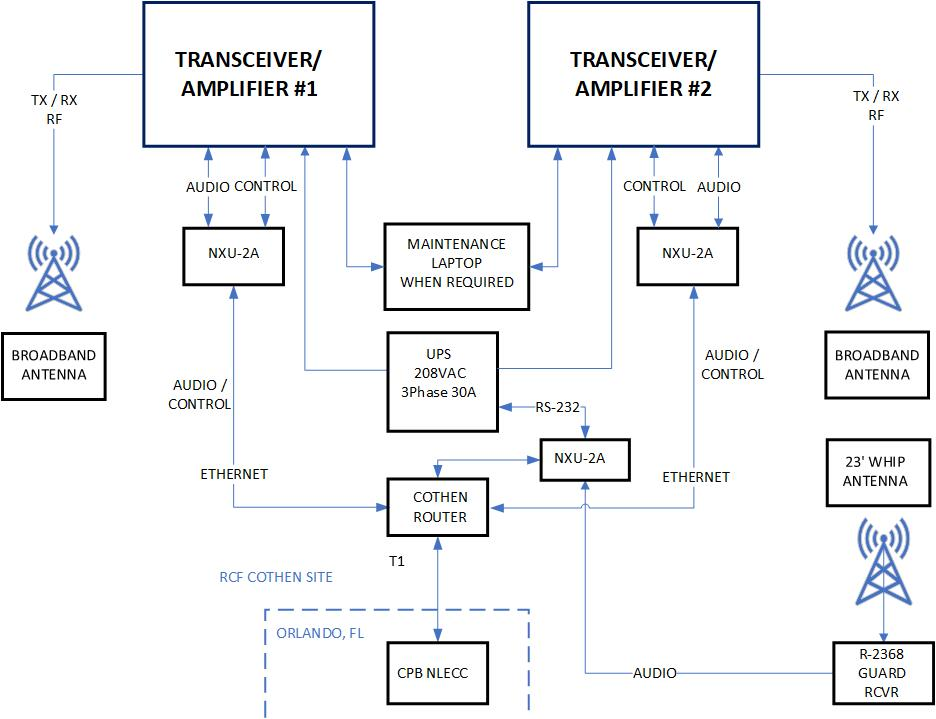 TRANSCEIVER/
AMPLIFIER #1
TRANSCEIVER/
AMPLIFIER #2
TX / RX
RF
TX / RX
RF
AUDIO
CONTROL
CONTROL
AUDIO
NXU-2A
MAINTENANCE
LAPTOP
WHEN REQUIRED
NXU-2A
BROADBAND
ANTENNA
UPS
208VAC
3Phase 30A
BROADBAND
ANTENNA
AUDIO /
CONTROL
AUDIO /
CONTROL
RS-232
NXU-2A
23' WHIP
ANTENNA
ETHERNET
ETHERNET
COTHEN
ROUTER
T1
RCF COTHEN SITE
ORLANDO, FL
CPB NLECC
AUDIO
R-2368
GUARD
RCVR